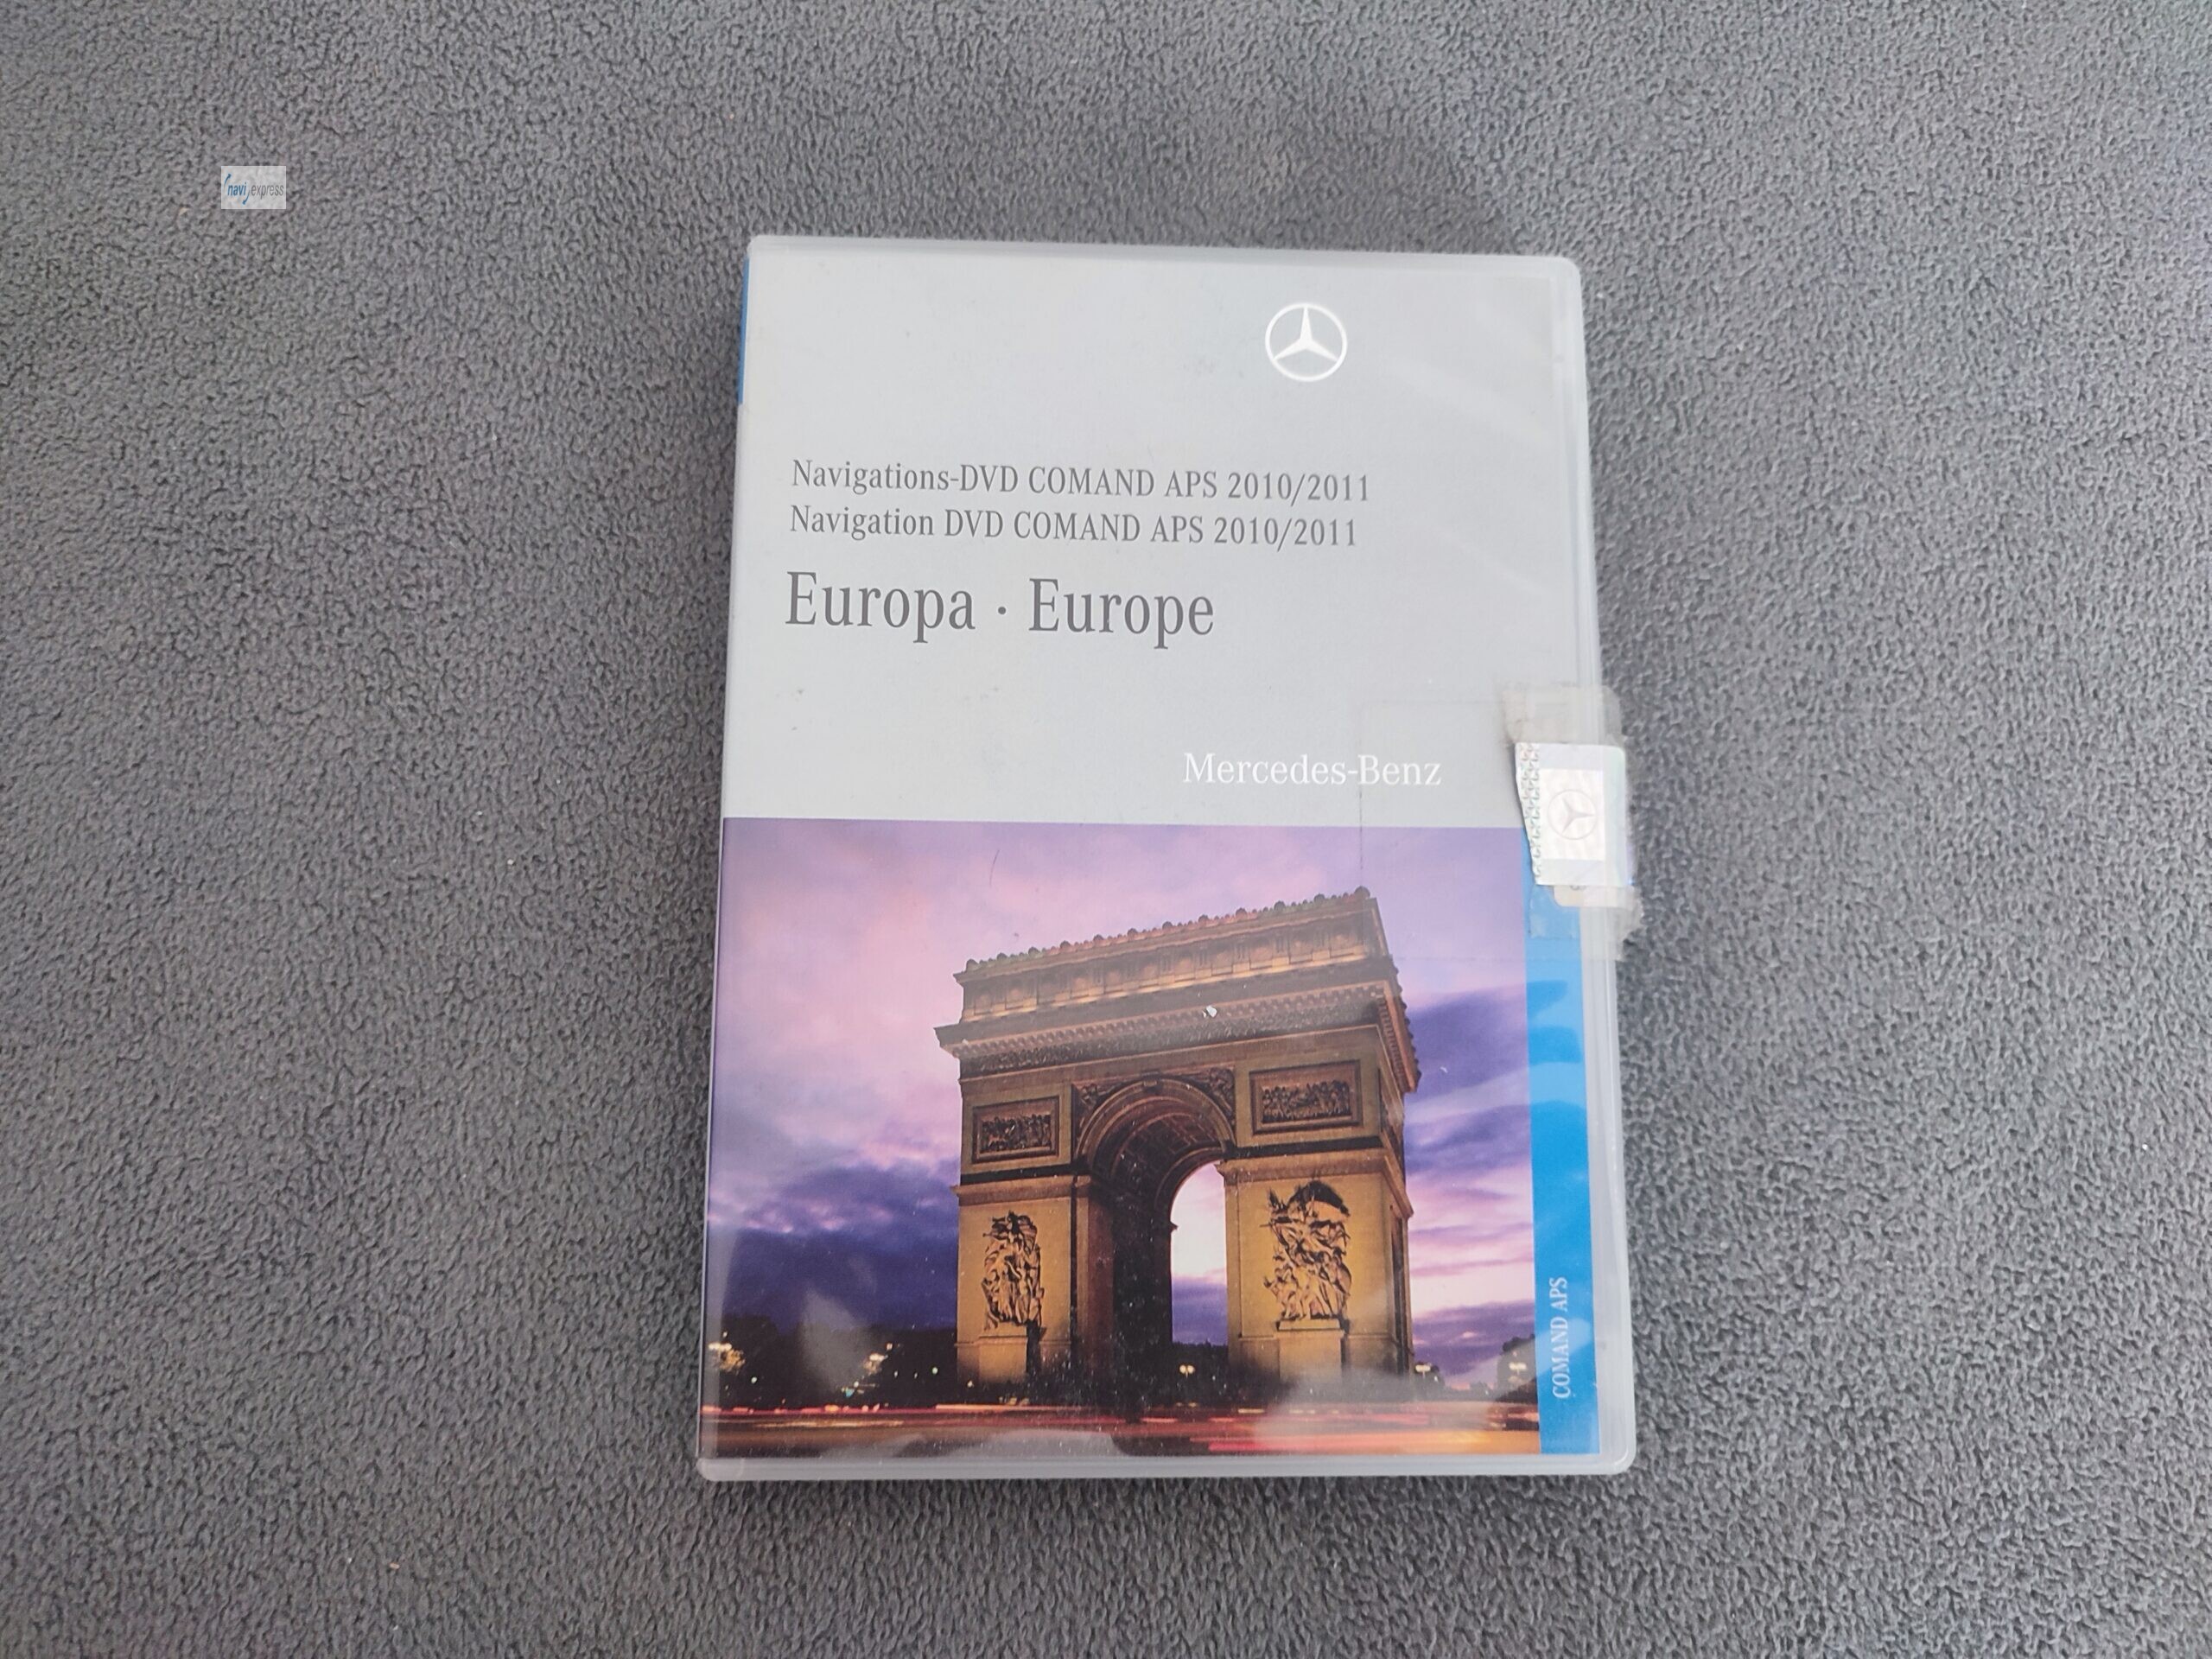 navi express
Navigations-DVD COMAND APS 2010/2011
Navigation DVD COMAND APS 2010/2011
Europa · Europe
Mercedes-Benz
COMAND APS